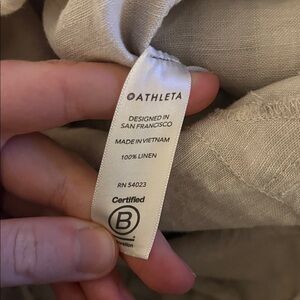 ATHLETA
DESIGNED IN
SAN FRANCISCO
MADE IN VIETNAM
100% LINEN
RN 54023
Certified
B